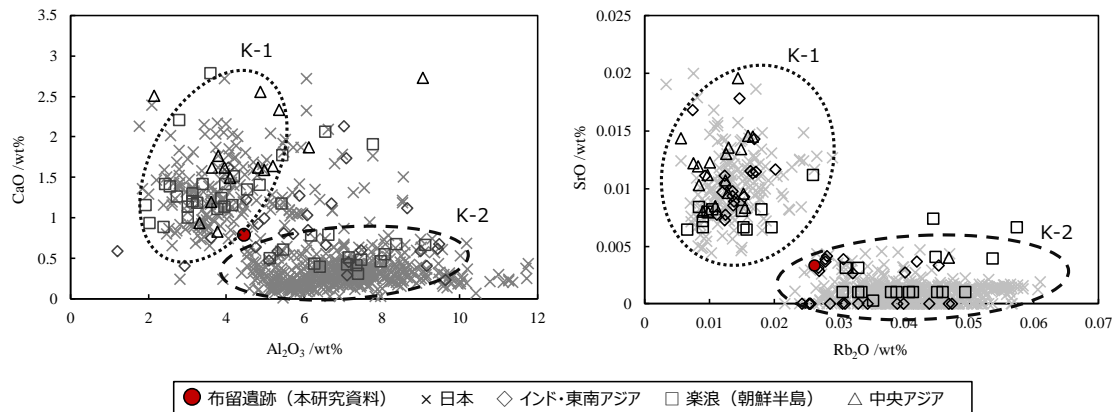 3.5
3
2.5
2
1.5
1
0.5
0
CaO /wt%
K-1
K-2
0 2 4 6 8 10 12
Al₂O₃ /wt%
0.025
0.02
0.015
0.01
0.005
0
SrO /wt%
K-1
K-2
0 0.01 0.02 0.03 0.04 0.05 0.06 0.07
Rb₂O /wt%
布留遺跡（本研究資料） 日本 インド・東南アジア 楽浪（朝鮮半島） 中央アジア